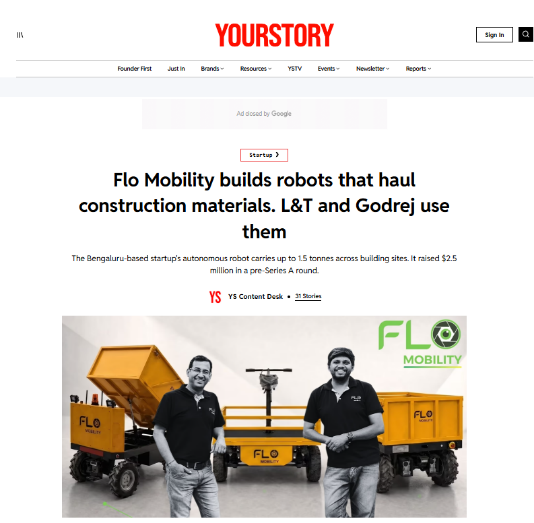 YOURSTORY
Sign In
Founder First Just In Brands Resources YSTV Events Newsletter Reports
Ad closed by Google
Startup
Flo Mobility builds robots that haul
construction materials. L&T and Godrej use
them
The Bengaluru-based startup's autonomous robot carries up to 1.5 tonnes across building sites. It raised $2.5
million in a pre-Series A round.
YS YS Content Desk • 31 Stories
FLO
MOBILITY
FLO
MOBILITY
FLO
FLO
FLO
MOBILITY
FLO